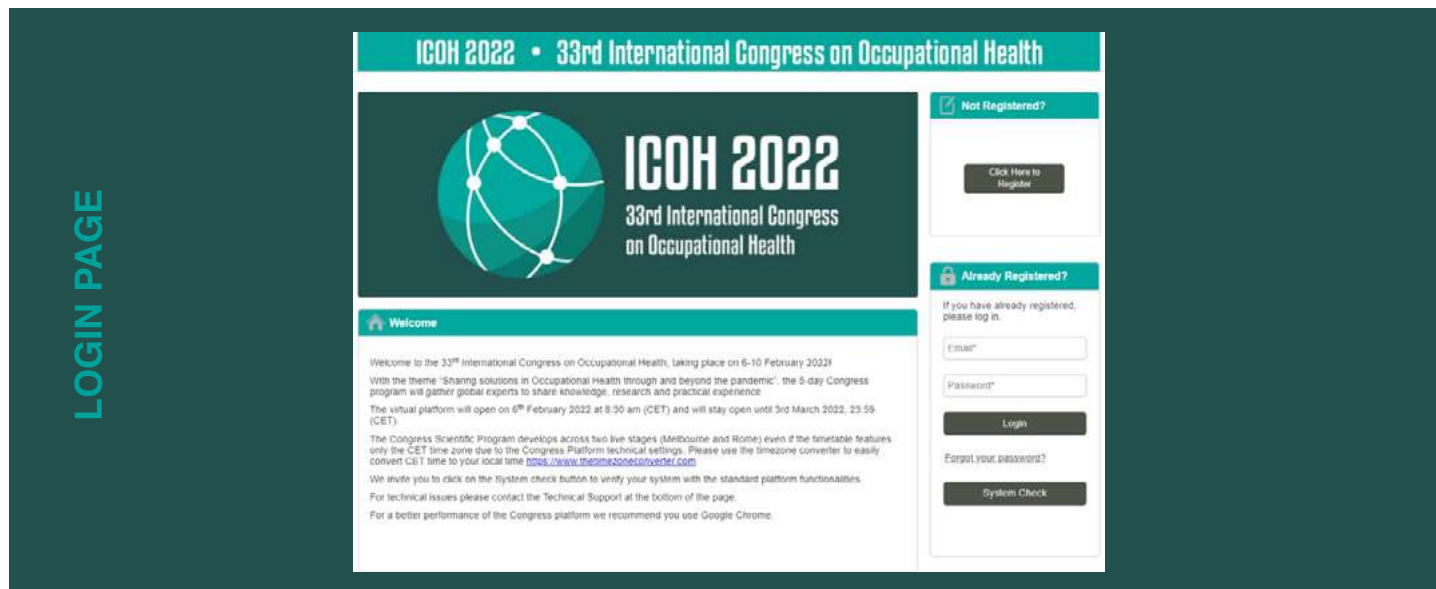 LOGIN PAGE
ICOH 2022 • 33rd International Congress on Occupational Health
ICOH 2022
33rd International Congress
on Occupational Health
Not Registered?
Click Here to
Register
Already Registered?
If you have already registered,
please log in.
Email*
Password*
Login
Forgot your password?
System Check
Welcome
Welcome to the 33rd International Congress on Occupational Health, taking place on 6-10 February 2022!
With the theme "Sharing solutions in Occupational Health through and beyond the pandemic", the 5-day Congress
program will gather global experts to share knowledge, research and practical experience
The virtual platform will open on 6th February 2022 at 8:30 am (CET) and will stay open until 3rd March 2022, 23:59
(CET).
The Congress Scientific Program develops across two live stages (Melbourne and Rome) even if the timetable features
only the CET time zone due to the Congress Platform technical settings. Please use the timezone converter to easily
convert CET time to your local time https://www.thetimezoneconverter.com
We invite you to click on the System check button to verify your system with the standard platform functionalities.
For technical issues please contact the Technical Support at the bottom of the page.
For a better performance of the Congress platform we recommend you use Google Chrome.